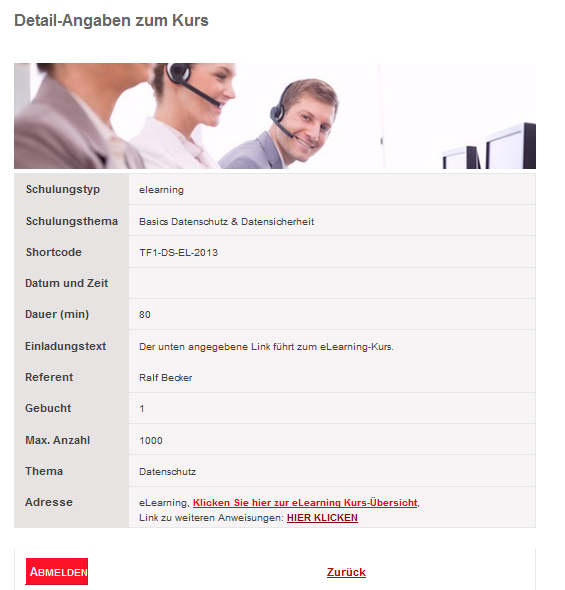 Detail-Angaben zum Kurs
Schulungstyp elearning
Schulungsthema Basics Datenschutz & Datensicherheit
Shortcode TF1-DS-EL-2013
Datum und Zeit
Dauer (min) 80
Einladungstext Der unten angegebene Link führt zum eLearning-Kurs.
Referent Ralf Becker
Gebucht 1
Max. Anzahl 1000
Thema Datenschutz
Adresse eLearning, Klicken Sie hier zur eLearning Kurs-Übersicht,
Link zu weiteren Anweisungen: HIER KLICKEN
ABMELDEN Zurück